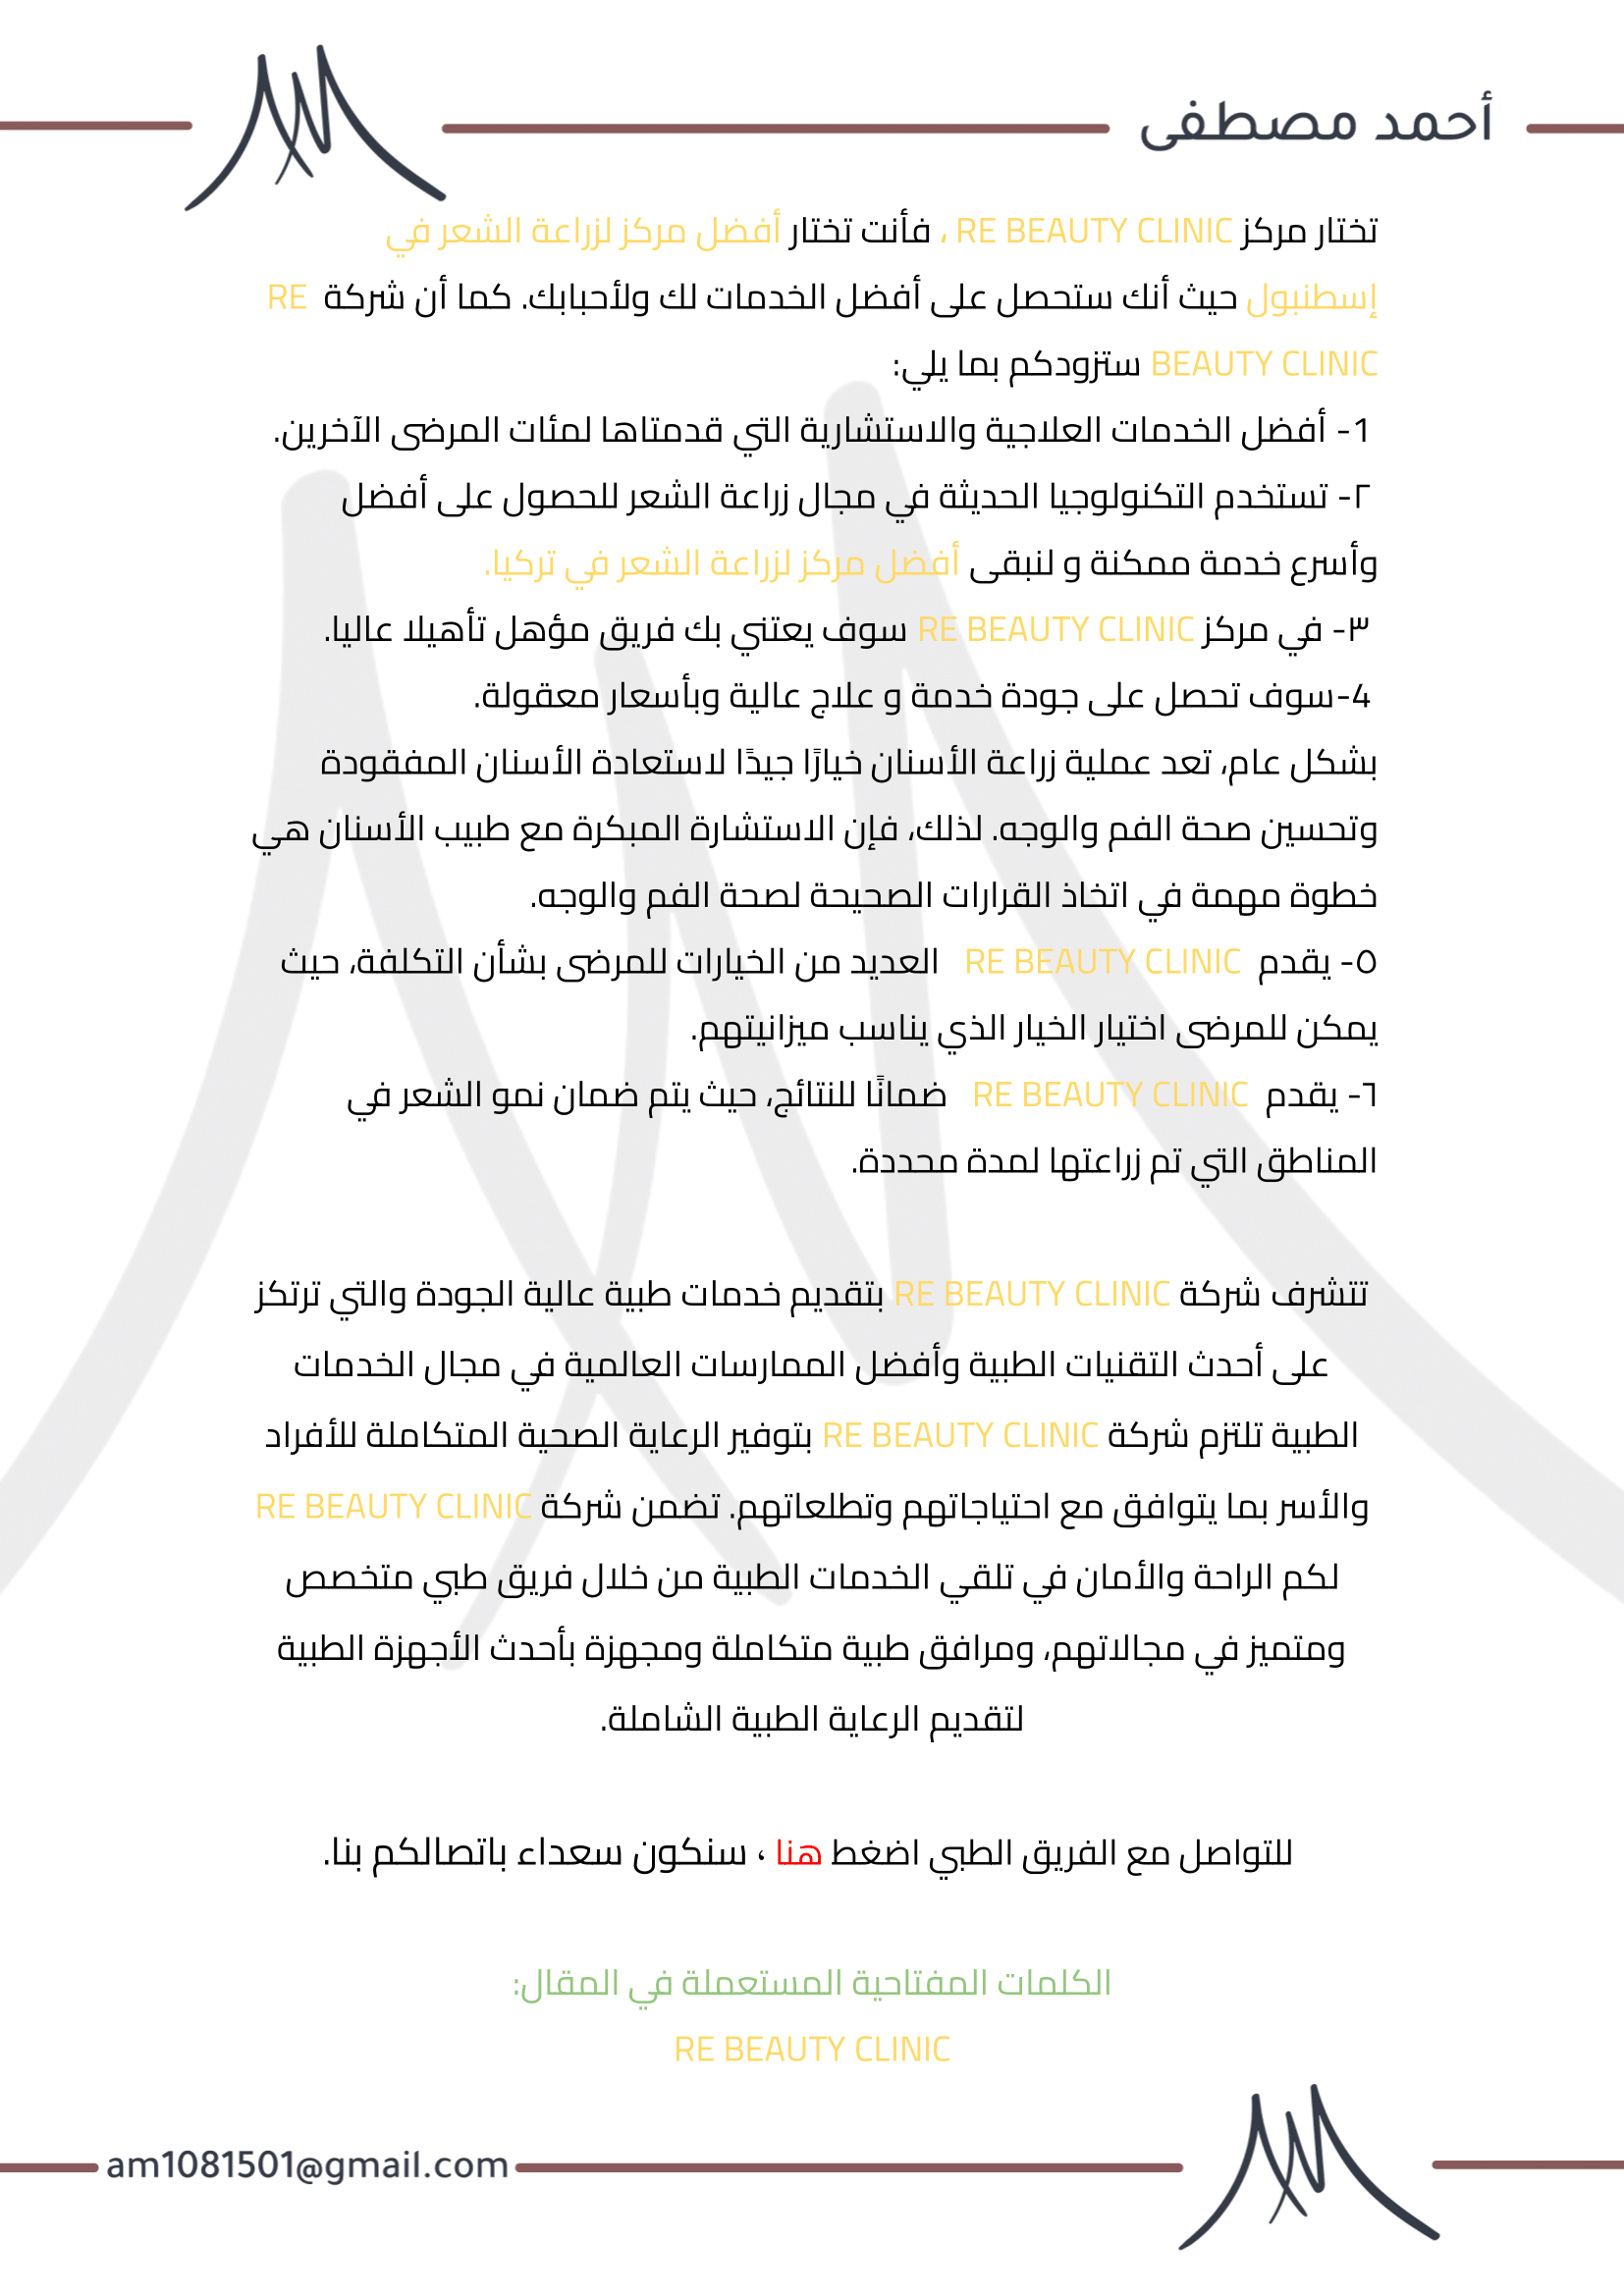 أحمد مصطفى
تختار مركز RE BEAUTY CLINIC ، فأنت تختار أفضل مركز لزراعة الشعر في
إسطنبول حيث أنك ستحصل على أفضل الخدمات لك ولأحبابك. كما أن شركة RE
BEAUTY CLINIC ستزودكم بما يلي:
١- أفضل الخدمات العلاجية والاستشارية التي قدمتاها لمئات المرضى الآخرين.
٢- تستخدم التكنولوجيا الحديثة في مجال زراعة الشعر للحصول على أفضل
وأسرع خدمة ممكنة و لنبقى أفضل مركز لزراعة الشعر في تركيا.
٣- في مركز RE BEAUTY CLINIC سوف يعتني بك فريق مؤهل تأهيلا عاليا.
4-سوف تحصل على جودة خدمة و علاج عالية وبأسعار معقولة.
بشكل عام، تعد عملية زراعة الأسنان خيارًا جيدًا لاستعادة الأسنان المفقودة
وتحسين صحة الفم والوجه. لذلك، فإن الاستشارة المبكرة مع طبيب الأسنان هي
خطوة مهمة في اتخاذ القرارات الصحيحة لصحة الفم والوجه.
٥- يقدم RE BEAUTY CLINIC العديد من الخيارات للمرضى بشأن التكلفة، حيث
يمكن للمرضى اختيار الخيار الذي يناسب ميزانيتهم.
٦- يقدم RE BEAUTY CLINIC ضمانًا للنتائج، حيث يتم ضمان نمو الشعر في
المناطق التي تم زراعتها لمدة محددة.
تتشرف شركة RE BEAUTY CLINIC بتقديم خدمات طبية عالية الجودة والتي ترتكز
على أحدث التقنيات الطبية وأفضل الممارسات العالمية في مجال الخدمات
الطبية تلتزم شركة RE BEAUTY CLINIC بتوفير الرعاية الصحية المتكاملة للأفراد
والأسر بما يتوافق مع احتياجاتهم وتطلعاتهم. تضمن شركة RE BEAUTY CLINIC
لكم الراحة والأمان في تلقي الخدمات الطبية من خلال فريق طبي متخصص
ومتميز في مجالاتهم، ومرافق طبية متكاملة ومجهزة بأحدث الأجهزة الطبية
لتقديم الرعاية الطبية الشاملة.
للتواصل مع الفريق الطبي اضغط هنا ، سنكون سعداء باتصالكم بنا.
الكلمات المفتاحية المستعملة في المقال:
RE BEAUTY CLINIC
am1081501@gmail.com